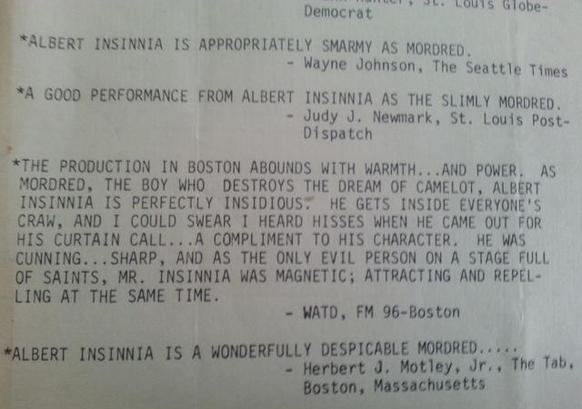 St. Louis Globe-
Democrat
*ALBERT INSINNIA IS APPROPRIATELY SMARMY AS MORDRED.
- Wayne Johnson, The Seattle Times
*A GOOD PERFORMANCE FROM ALBERT INSINNIA AS THE SLIMLY MORDRED.
- Judy J. Newmark, St. Louis Post-
Dispatch
*THE PRODUCTION IN BOSTON ABOUNDS WITH WARMTH...AND POWER. AS
MORDRED, THE BOY WHO DESTROYS THE DREAM OF CAMELOT, ALBERT
INSINNIA IS PERFECTLY INSIDIOUS. HE GETS INSIDE EVERYONE'S
CRAW, AND I COULD SWEAR I HEARD HISSES WHEN HE CAME OUT FOR
HIS CURTAIN CALL...A COMPLIMENT TO HIS CHARACTER. HE WAS
CUNNING...SHARP, AND AS THE ONLY EVIL PERSON ON A STAGE FULL
OF SAINTS, MR. INSINNIA WAS MAGNETIC; ATTRACTING AND REPEL-
LING AT THE SAME TIME.
- WATD, FM 96-Boston
*ALBERT INSINNIA IS A WONDERFULLY DESPICABLE MORDRED.....
- Herbert J. Motley, Jr., The Tab,
Boston, Massachusetts